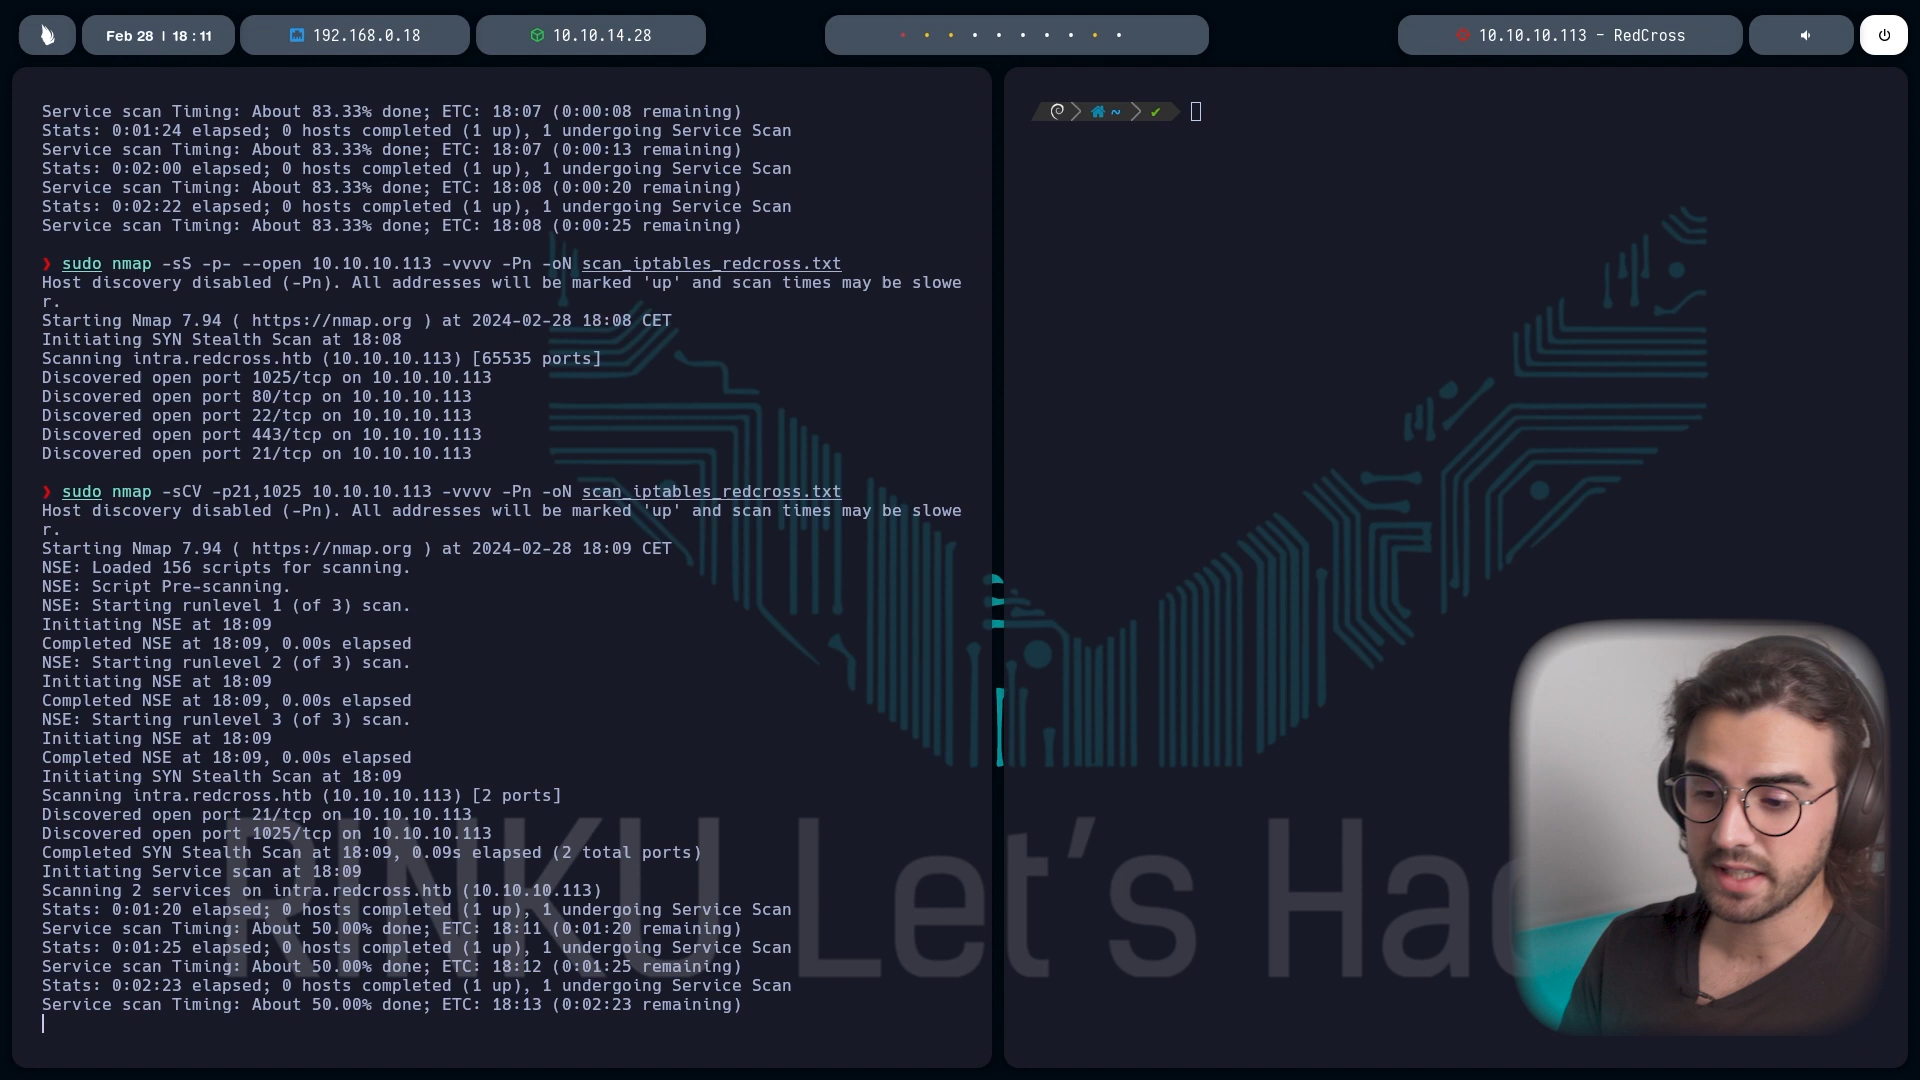 Feb 28 | 18 : 11
192.168.0.18
10.10.14.28
10.10.10.113 - RedCross
Service scan Timing: About 83.33% done; ETC: 18:07 (0:00:08 remaining)
Stats: 0:01:24 elapsed; 0 hosts completed (1 up), 1 undergoing Service Scan
Service scan Timing: About 83.33% done; ETC: 18:07 (0:00:13 remaining)
Stats: 0:02:00 elapsed; 0 hosts completed (1 up), 1 undergoing Service Scan
Service scan Timing: About 83.33% done; ETC: 18:08 (0:00:20 remaining)
Stats: 0:02:22 elapsed; 0 hosts completed (1 up), 1 undergoing Service Scan
Service scan Timing: About 83.33% done; ETC: 18:08 (0:00:25 remaining)
❯ sudo nmap -sS -p- --open 10.10.10.113 -vvvv -Pn -oN scan_iptables_redcross.txt
Host discovery disabled (-Pn). All addresses will be marked 'up' and scan times may be slowe
r.
Starting Nmap 7.94 ( https://nmap.org ) at 2024-02-28 18:08 CET
Initiating SYN Stealth Scan at 18:08
Scanning intra.redcross.htb (10.10.10.113) [65535 ports]
Discovered open port 1025/tcp on 10.10.10.113
Discovered open port 80/tcp on 10.10.10.113
Discovered open port 22/tcp on 10.10.10.113
Discovered open port 443/tcp on 10.10.10.113
Discovered open port 21/tcp on 10.10.10.113
❯ sudo nmap -sCV -p21,1025 10.10.10.113 -vvvv -Pn -oN scan_iptables_redcross.txt
Host discovery disabled (-Pn). All addresses will be marked 'up' and scan times may be slowe
r.
Starting Nmap 7.94 ( https://nmap.org ) at 2024-02-28 18:09 CET
NSE: Loaded 156 scripts for scanning.
NSE: Script Pre-scanning.
NSE: Starting runlevel 1 (of 3) scan.
Initiating NSE at 18:09
Completed NSE at 18:09, 0.00s elapsed
NSE: Starting runlevel 2 (of 3) scan.
Initiating NSE at 18:09
Completed NSE at 18:09, 0.00s elapsed
NSE: Starting runlevel 3 (of 3) scan.
Initiating NSE at 18:09
Completed NSE at 18:09, 0.00s elapsed
Initiating SYN Stealth Scan at 18:09
Scanning intra.redcross.htb (10.10.10.113) [2 ports]
Discovered open port 21/tcp on 10.10.10.113
Discovered open port 1025/tcp on 10.10.10.113
Completed SYN Stealth Scan at 18:09, 0.09s elapsed (2 total ports)
Initiating Service scan at 18:09
Scanning 2 services on intra.redcross.htb (10.10.10.113)
Stats: 0:01:20 elapsed; 0 hosts completed (1 up), 1 undergoing Service Scan
Service scan Timing: About 50.00% done; ETC: 18:11 (0:01:20 remaining)
Stats: 0:01:25 elapsed; 0 hosts completed (1 up), 1 undergoing Service Scan
Service scan Timing: About 50.00% done; ETC: 18:12 (0:01:25 remaining)
Stats: 0:02:23 elapsed; 0 hosts completed (1 up), 1 undergoing Service Scan
Service scan Timing: About 50.00% done; ETC: 18:13 (0:02:23 remaining)
~ ✔
RINKU Let's Hac